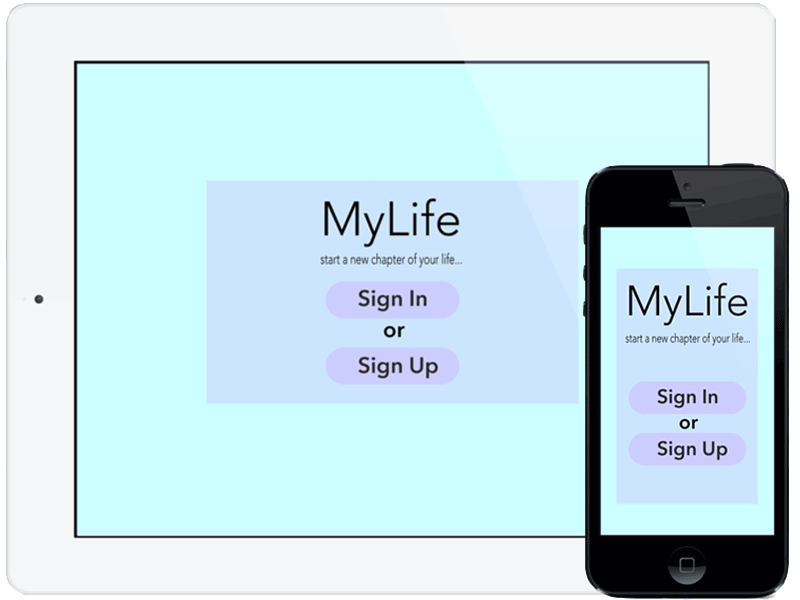 MyLife
start a new chapter of your life...
Sign In
or
Sign Up
MyLife
start a new chapter of your life...
Sign In
or
Sign Up